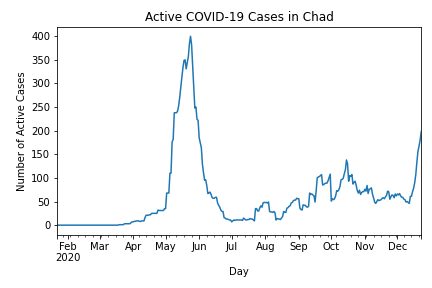 Active COVID-19 Cases in Chad
Number of Active Cases
400
350
300
250
200
150
100
50
0
Feb Mar Apr May Jun Jul Aug Sep Oct Nov Dec
2020
Day